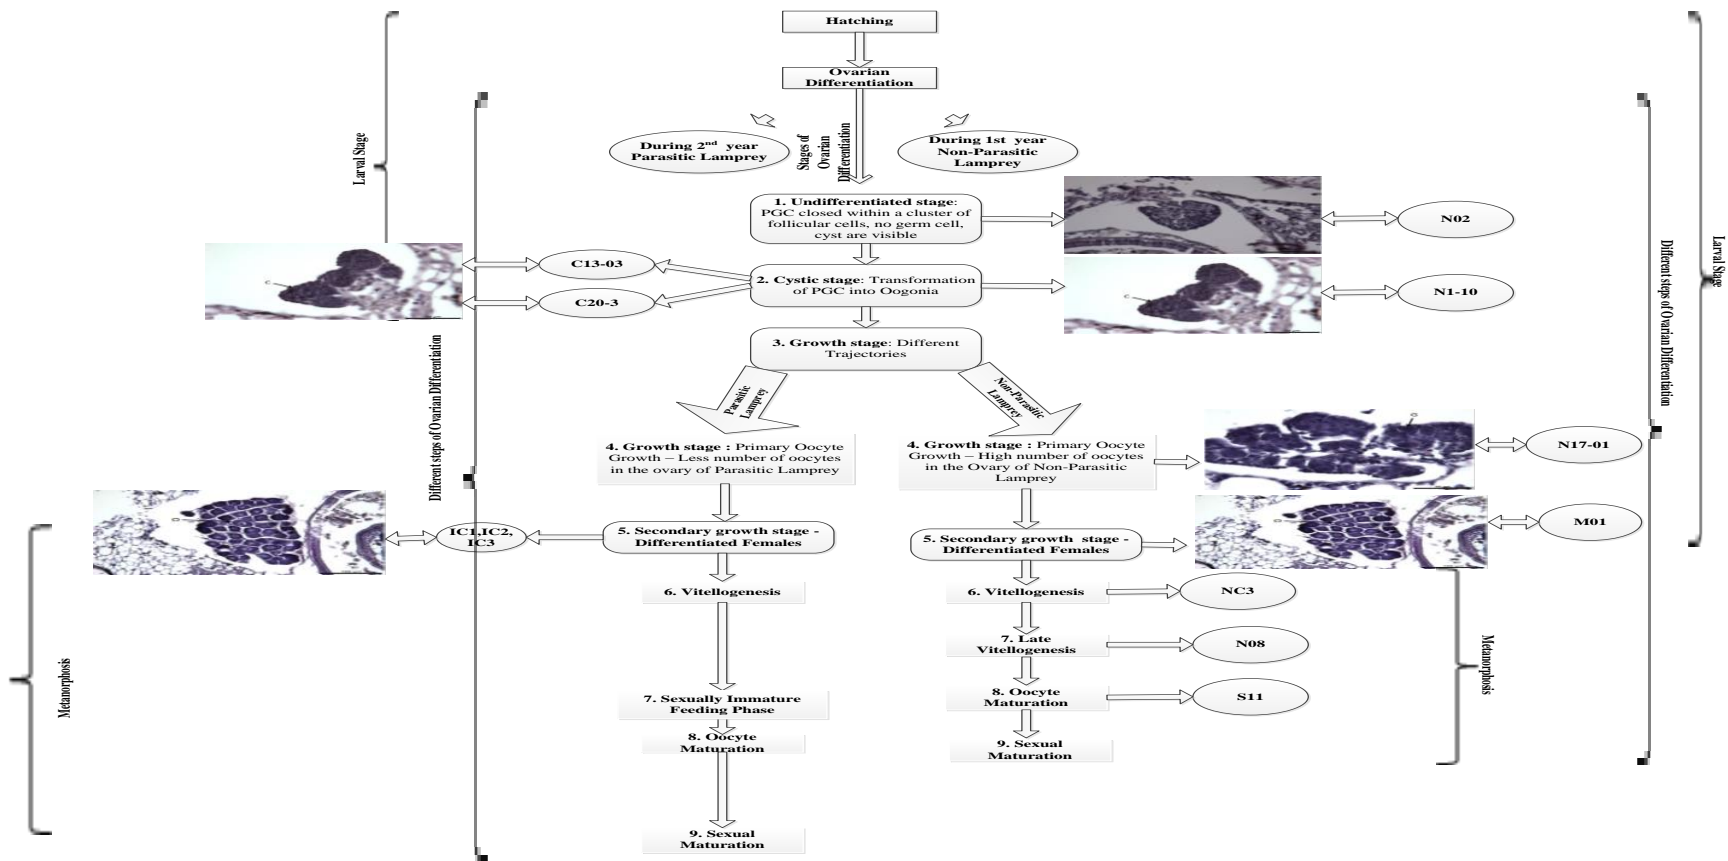 Hatching
Ovarian
Differentiation
Larval Stage
Stages of
Ovarian
Differentiation
During 2nd year
Parasitic Lamprey
During 1st year
Non-Parasitic
Lamprey
1. Undifferentiated stage:
PGC closed within a cluster of
follicular cells, no germ cell,
cyst are visible
N02
C13-03
C20-3
2. Cystic stage: Transformation
of PGC into Oogonia
N1-10
3. Growth stage: Different
Trajectories
Parasitic
Lamprey
Non-Parasitic
Lamprey
Different steps of Ovarian Differentiation
Different steps of Ovarian Differentiation
Larval Stage
4. Growth stage : Primary Oocyte
Growth – Less number of oocytes
in the ovary of Parasitic Lamprey
4. Growth stage : Primary Oocyte
Growth – High number of oocytes
in the Ovary of Non-Parasitic
Lamprey
N17-01
IC1,IC2,
IC3
5. Secondary growth stage -
Differentiated Females
5. Secondary growth stage -
Differentiated Females
M01
6. Vitellogenesis
6. Vitellogenesis
NC3
7. Late
Vitellogenesis
N08
Metamorphosis
Metamorphosis
7. Sexually Immature
Feeding Phase
8. Oocyte
Maturation
8. Oocyte
Maturation
S11
9. Sexual
Maturation
9. Sexual
Maturation